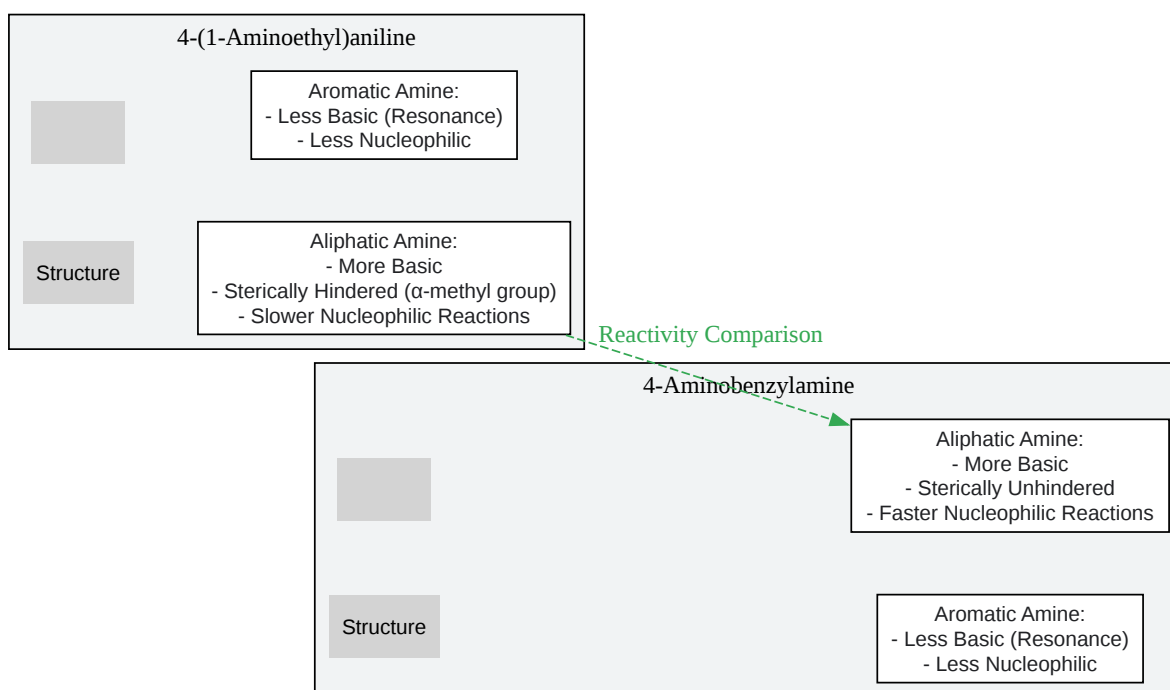 4-(1-Aminoethyl)aniline
Aromatic Amine:
- Less Basic (Resonance)
- Less Nucleophilic
Structure
Aliphatic Amine:
- More Basic
- Sterically Hindered (α-methyl group)
- Slower Nucleophilic Reactions
Reactivity Comparison
4-Aminobenzylamine
Aliphatic Amine:
- More Basic
- Sterically Unhindered
- Faster Nucleophilic Reactions
Structure
Aromatic Amine:
- Less Basic (Resonance)
- Less Nucleophilic